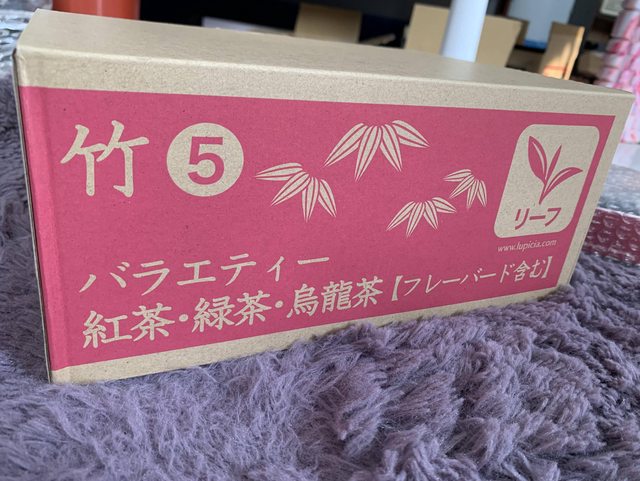 竹⑤
リーフ
www.lupicia.com
バラエティー
紅茶・緑茶・烏龍茶【フレーバード含む】